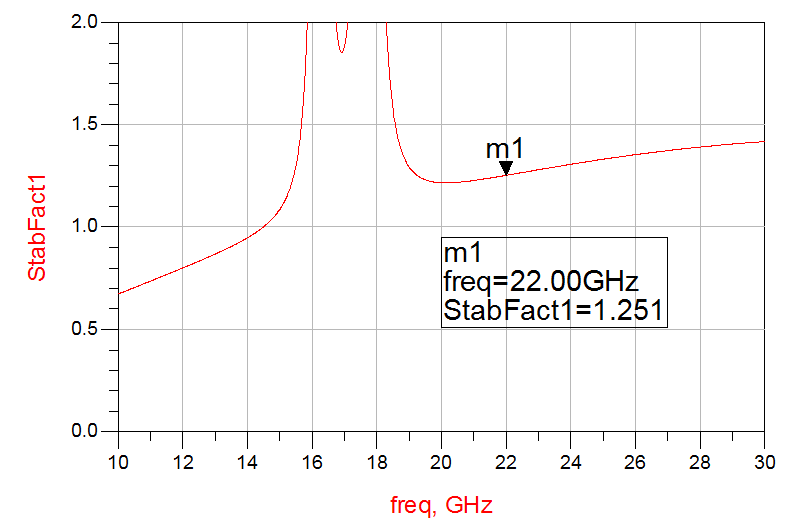 2.0
1.5
1.0
0.5
0.0
StabFact1
m1
m1
freq=22.00GHz
StabFact1=1.251
10 12 14 16 18 20 22 24 26 28 30
freq, GHz